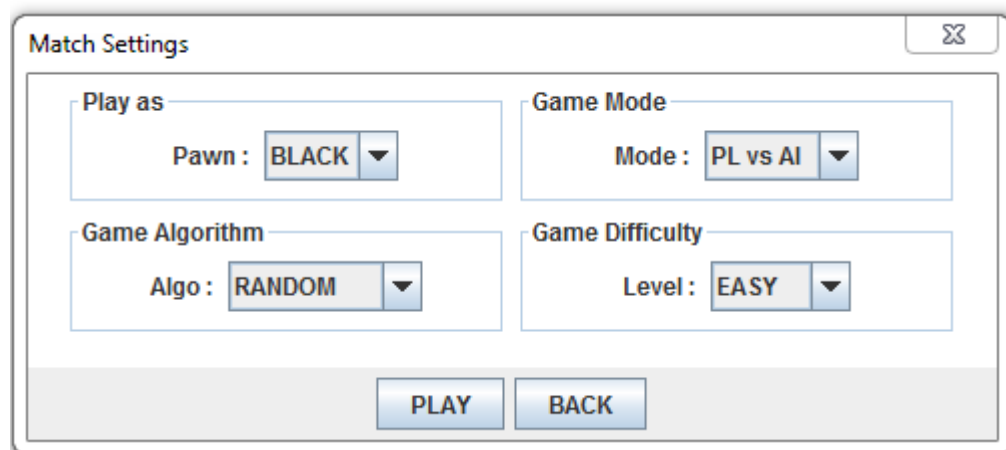 Match Settings
Play as
Pawn : BLACK
Game Mode
Mode : PL vs AI
Game Algorithm
Algo : RANDOM
Game Difficulty
Level : EASY
PLAY
BACK